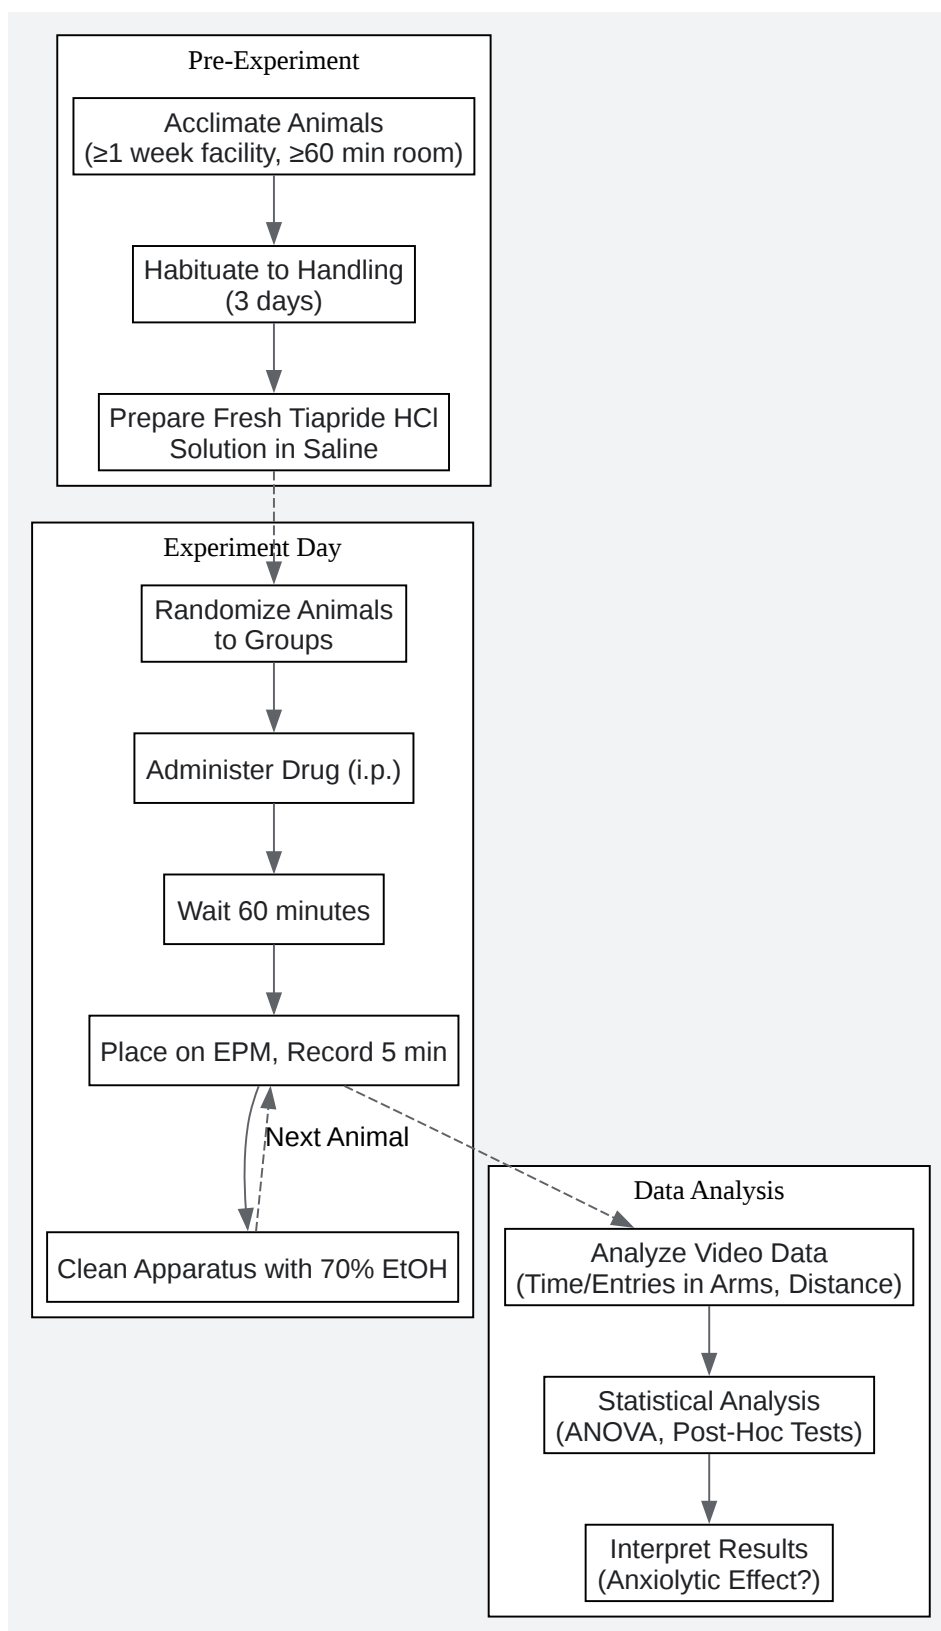 Pre-Experiment
Acclimate Animals
(≥1 week facility, ≥60 min room)
Habituate to Handling
(3 days)
Prepare Fresh Tiapride HCl
Solution in Saline
Experiment Day
Randomize Animals
to Groups
Administer Drug (i.p.)
Wait 60 minutes
Place on EPM, Record 5 min
Next Animal
Clean Apparatus with 70% EtOH
Data Analysis
Analyze Video Data
(Time/Entries in Arms, Distance)
Statistical Analysis
(ANOVA, Post-Hoc Tests)
Interpret Results
(Anxiolytic Effect?)